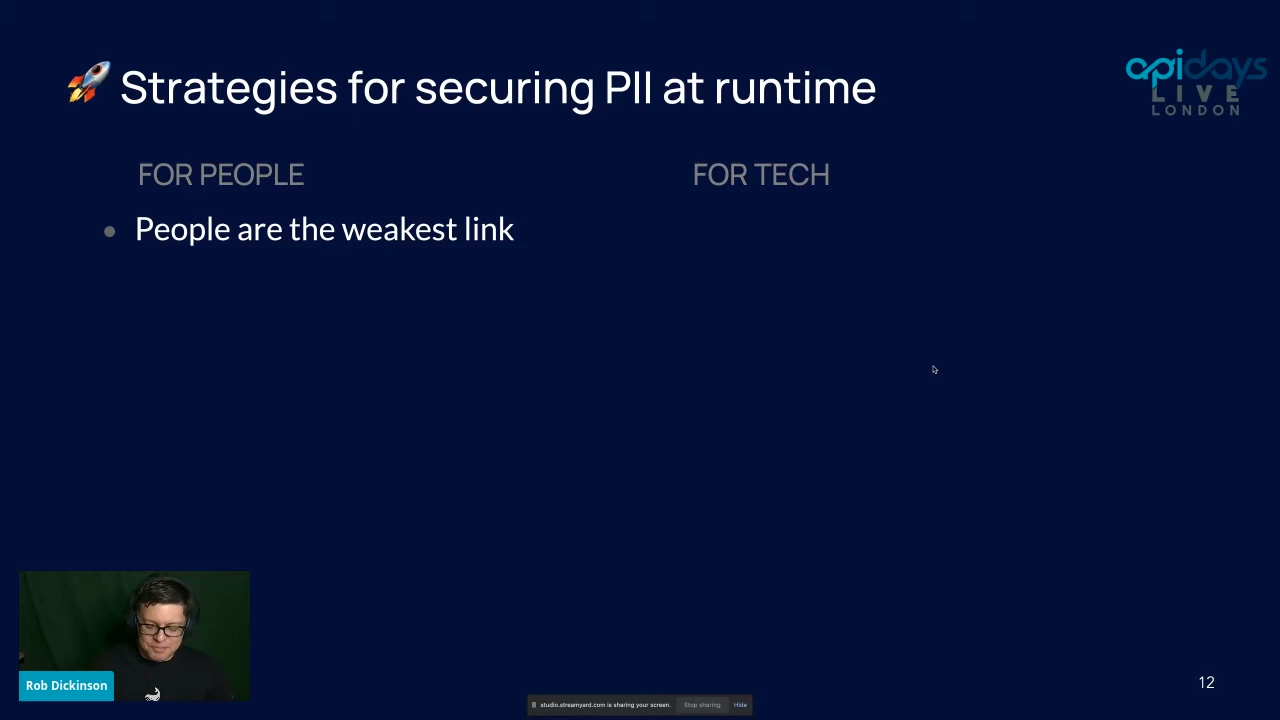 Strategies for securing PII at runtime
apidays
LIVE
LONDON
FOR PEOPLE
FOR TECH
People are the weakest link
Rob Dickinson
studio.streamyard.com is sharing your screen.
Stop sharing
Hide
12